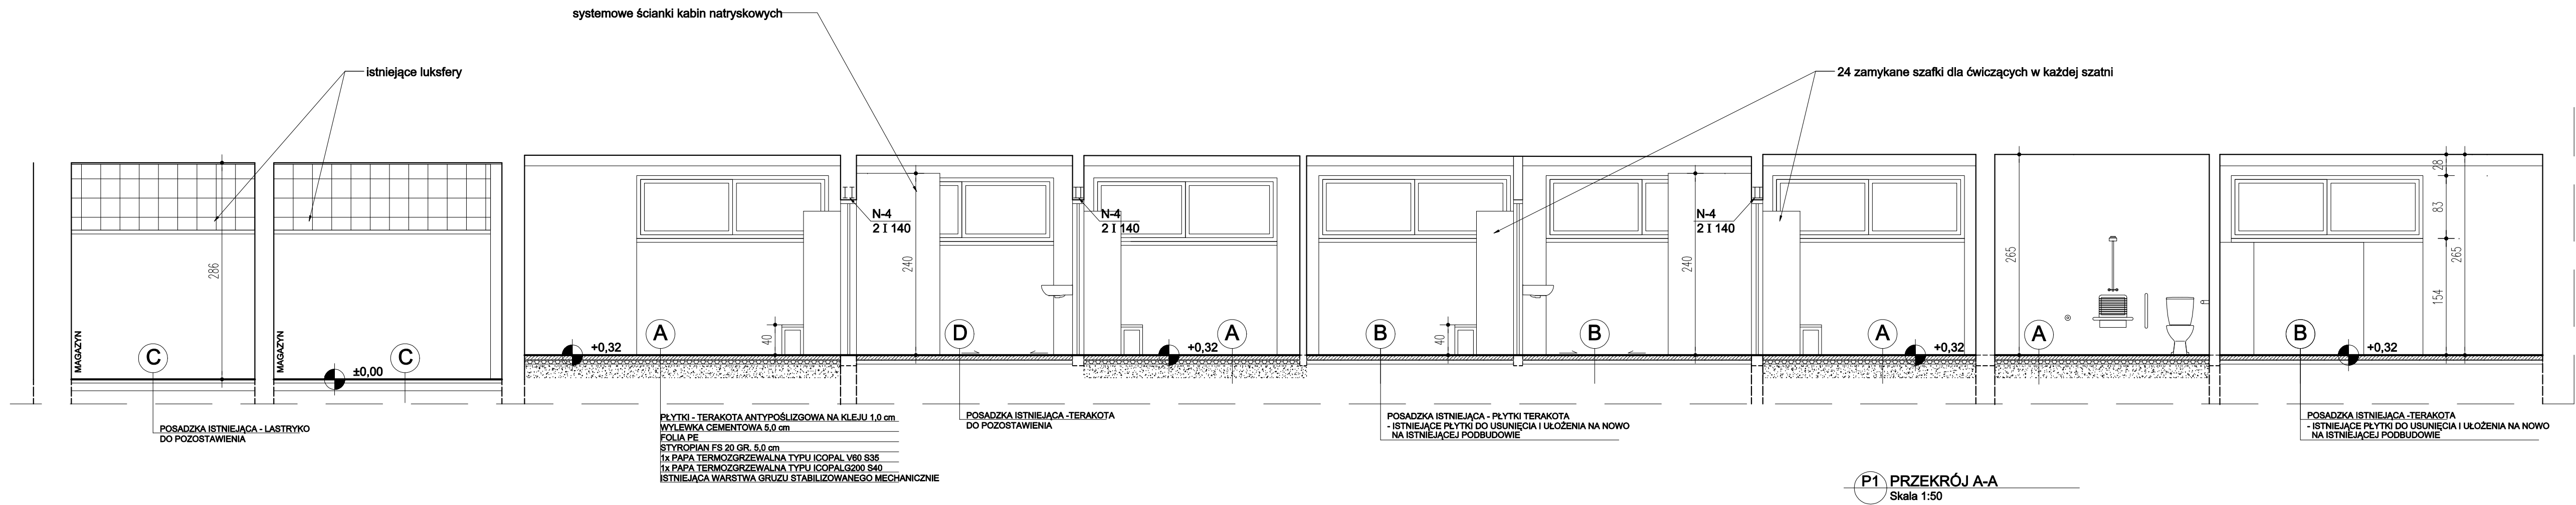 systemowe ścianki kabin natryskowych
istniejące luksfery
24 zamykane szafki dla ćwiczących w każdej szatni
N-4
2 I 140
N-4
2 I 140
N-4
2 I 140
286
240
240
265
28
83
265
154
MAGAZYN
MAGAZYN
C
C
A
D
A
B
B
A
A
B
40
40
±0,00
+0,32
+0,32
+0,32
+0,32
POSADZKA ISTNIEJĄCA - LASTRYKO
DO POZOSTAWIENIA
PŁYTKI - TERAKOTA ANTYPOŚLIZGOWA NA KLEJU 1,0 cm
WYLEWKA CEMENTOWA 5,0 cm
FOLIA PE
STYROPIAN FS 20 GR. 5,0 cm
1x PAPA TERMOZGRZEWALNA TYPU ICOPAL V60 S35
1x PAPA TERMOZGRZEWALNA TYPU ICOPALG200 S40
ISTNIEJĄCA WARSTWA GRUZU STABILIZOWANEGO MECHANICZNIE
POSADZKA ISTNIEJĄCA -TERAKOTA
DO POZOSTAWIENIA
POSADZKA ISTNIEJĄCA - PŁYTKI TERAKOTA
- ISTNIEJĄCE PŁYTKI DO USUNIĘCIA I UŁOŻENIA NA NOWO
NA ISTNIEJĄCEJ PODBUDOWIE
POSADZKA ISTNIEJĄCA -TERAKOTA
- ISTNIEJĄCE PŁYTKI DO USUNIĘCIA I UŁOŻENIA NA NOWO
NA ISTNIEJĄCEJ PODBUDOWIE
P1 PRZEKRÓJ A-A
Skala 1:50